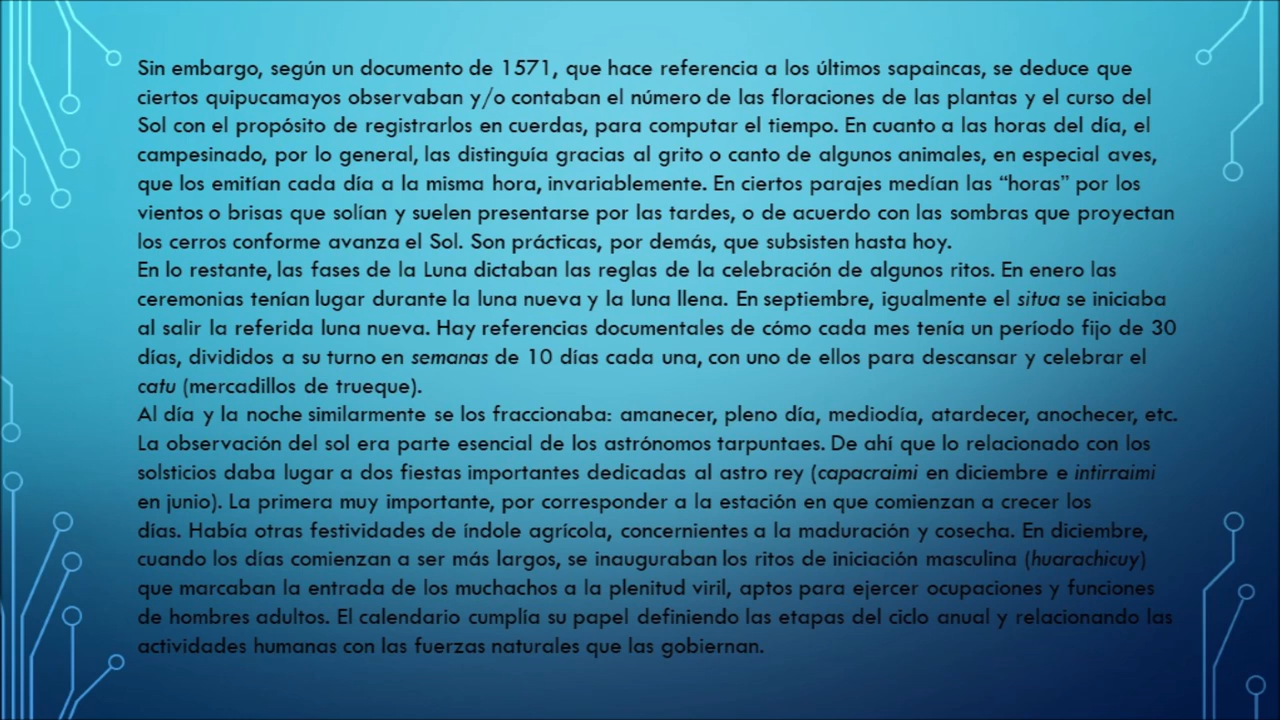 Sin embargo, según un documento de 1571, que hace referencia a los últimos sapaincas, se deduce que
ciertos quipucamayos observaban y/o contaban el número de las floraciones de las plantas y el curso del
Sol con el propósito de registrarlos en cuerdas, para computar el tiempo. En cuanto a las horas del día, el
campesinado, por lo general, las distinguía gracias al grito o canto de algunos animales, en especial aves,
que los emitían cada día a la misma hora, invariablemente. En ciertos parajes medían las “horas” por los
vientos o brisas que solían y suelen presentarse por las tardes, o de acuerdo con las sombras que proyectan
los cerros conforme avanza el Sol. Son prácticas, por demás, que subsisten hasta hoy.
En lo restante, las fases de la Luna dictaban las reglas de la celebración de algunos ritos. En enero las
ceremonias tenían lugar durante la luna nueva y la luna llena. En septiembre, igualmente el situa se iniciaba
al salir la referida luna nueva. Hay referencias documentales de cómo cada mes tenía un período fijo de 30
días, divididos a su turno en semanas de 10 días cada una, con uno de ellos para descansar y celebrar el
catu (mercadillos de trueque).
Al día y la noche similarmente se los fraccionaba: amanecer, pleno día, mediodía, atardecer, anochecer, etc.
La observación del sol era parte esencial de los astrónomos tarpuntaes. De ahí que lo relacionado con los
solsticios daba lugar a dos fiestas importantes dedicadas al astro rey (capacraimi en diciembre e intirraimi
en junio). La primera muy importante, por corresponder a la estación en que comienzan a crecer los
días. Había otras festividades de índole agrícola, concernientes a la maduración y cosecha. En diciembre,
cuando los días comienzan a ser más largos, se inauguraban los ritos de iniciación masculina (huarachicuy)
que marcaban la entrada de los muchachos a la plenitud viril, aptos para ejercer ocupaciones y funciones
de hombres adultos. El calendario cumplía su papel definiendo las etapas del ciclo anual y relacionando las
actividades humanas con las fuerzas naturales que las gobiernan.